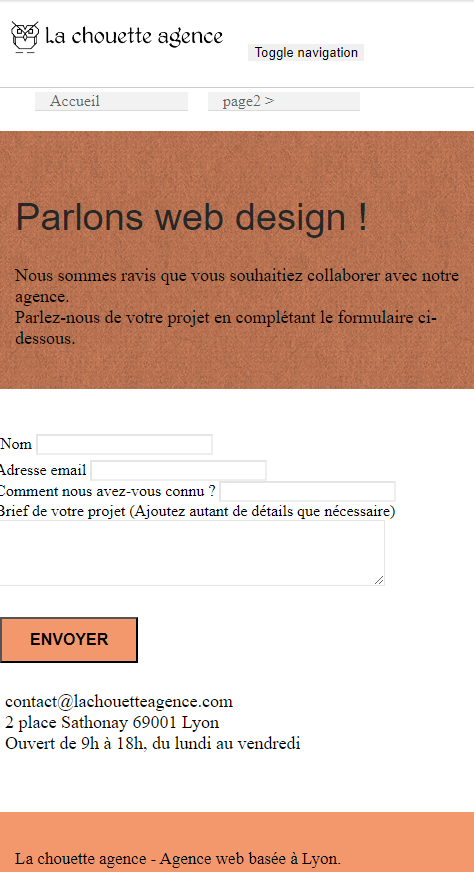 La chouette agence
Toggle navigation
Accueil
page2 >
Parlons web design !
Nous sommes ravis que vous souhaitiez collaborer avec notre
agence.
Parlez-nous de votre projet en complétant le formulaire ci-
dessous.
Nom
Adresse email
Comment nous avez-vous connu ?
Brief de votre projet (Ajoutez autant de détails que nécessaire)
ENVOYER
contact@lachouetteagence.com
2 place Sathonay 69001 Lyon
Ouvert de 9h à 18h, du lundi au vendredi
La chouette agence - Agence web basée à Lyon.